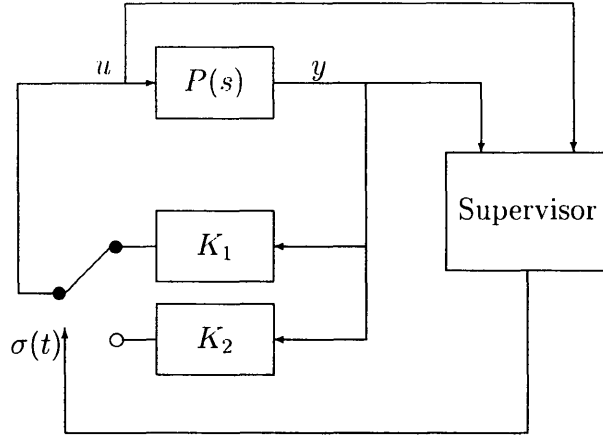 u
P(s)
y
Supervisor
K₁
K₂
σ(t)